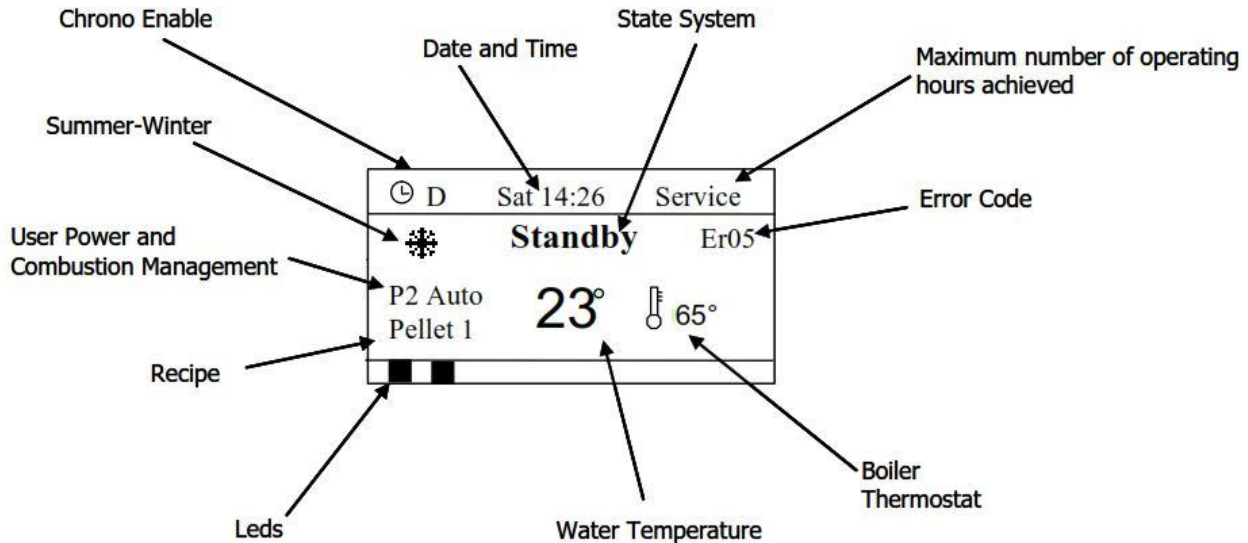 Chrono Enable
State System
Date and Time
Maximum number of operating
hours achieved
Summer-Winter
D Sat 14:26 Service
Error Code
Standby Er05
User Power and
Combustion Management
P2 Auto
23° 65°
Pellet 1
Recipe
Boiler
Thermostat
Leds
Water Temperature